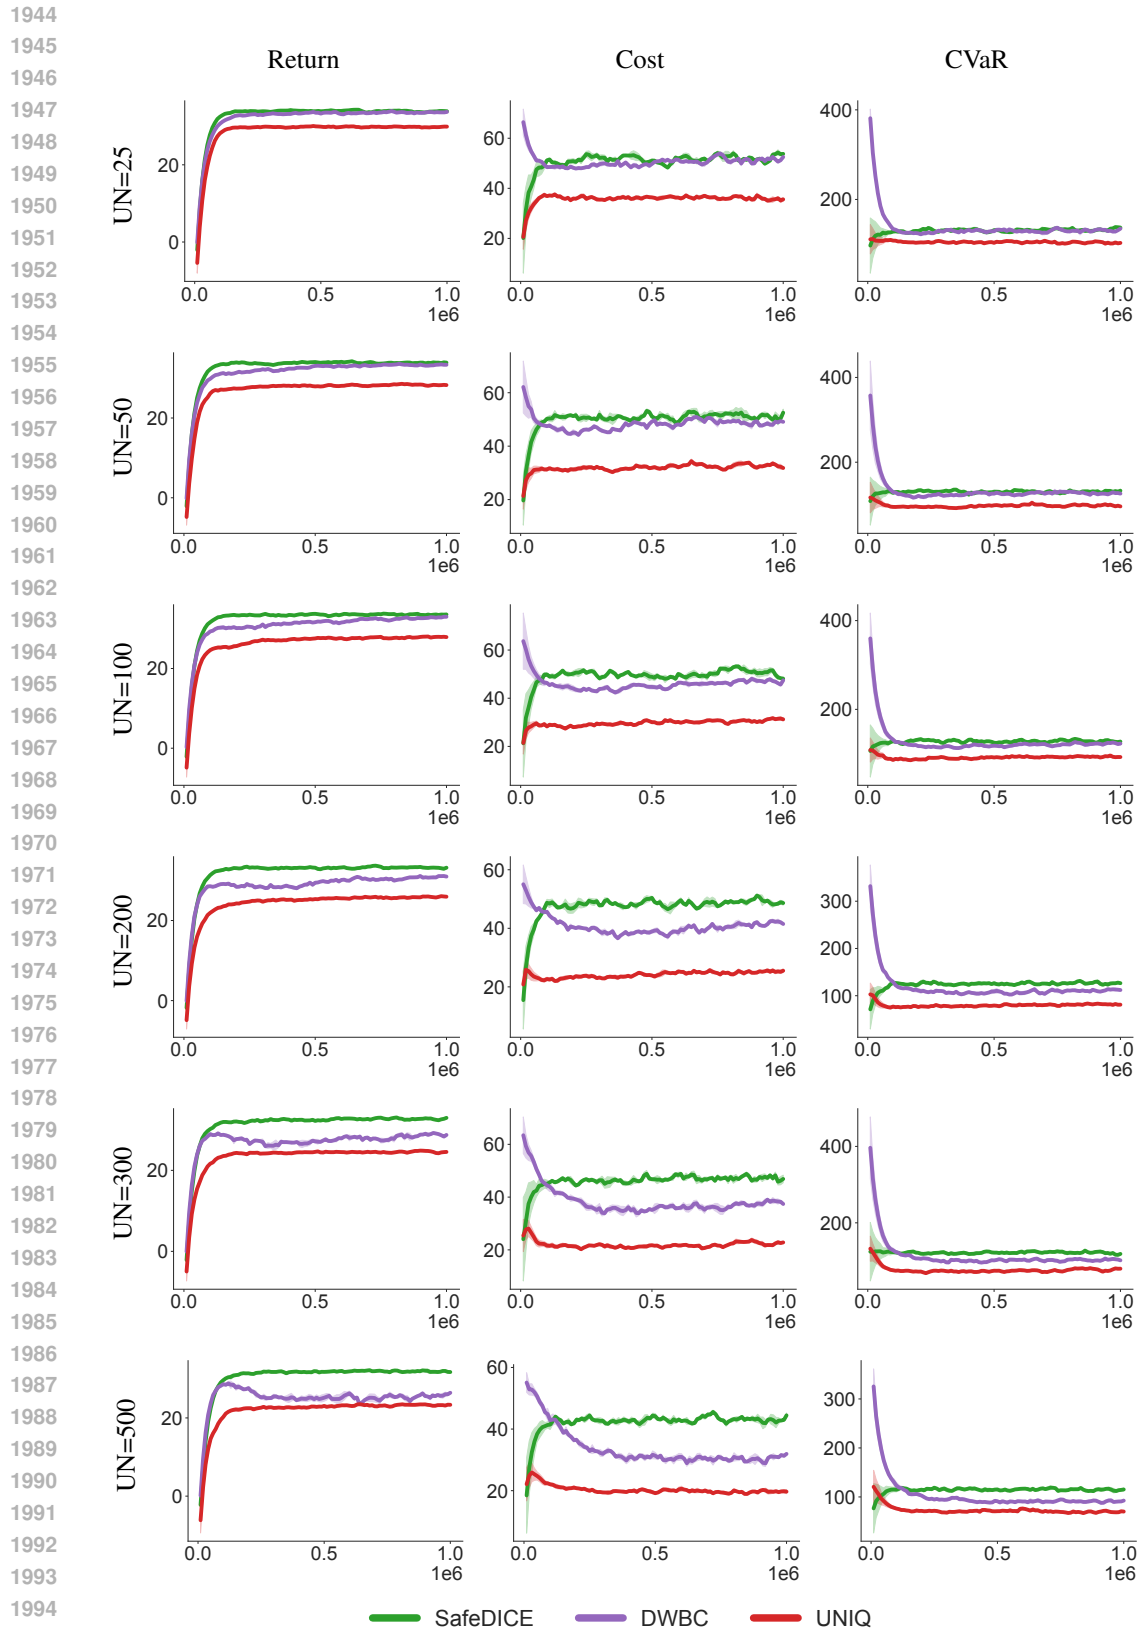 1944
1945
1946
1947
1948
1949
1950
1951
1952
1953
1954
1955
1956
1957
1958
1959
1960
1961
1962
1963
1964
1965
1966
1967
1968
1969
1970
1971
1972
1973
1974
1975
1976
1977
1978
1979
1980
1981
1982
1983
1984
1985
1986
1987
1988
1989
1990
1991
1992
1993
1994
Return Cost CVaR
UN=25
20
0
0.0 0.5 1.0
1e6
60
40
20
0.0 0.5 1.0
1e6
400
200
0.0 0.5 1.0
1e6
UN=50
20
0
0.0 0.5 1.0
1e6
60
40
20
0.0 0.5 1.0
1e6
400
200
0.0 0.5 1.0
1e6
UN=100
20
0
0.0 0.5 1.0
1e6
60
40
20
0.0 0.5 1.0
1e6
400
200
0.0 0.5 1.0
1e6
UN=200
20
0
0.0 0.5 1.0
1e6
60
40
20
0.0 0.5 1.0
1e6
300
200
100
0.0 0.5 1.0
1e6
UN=300
20
0
0.0 0.5 1.0
1e6
60
40
20
0.0 0.5 1.0
1e6
400
200
0.0 0.5 1.0
1e6
UN=500
20
0
0.0 0.5 1.0
1e6
60
40
20
0.0 0.5 1.0
1e6
300
200
100
0.0 0.5 1.0
1e6
SafeDICE DWBC UNIQ